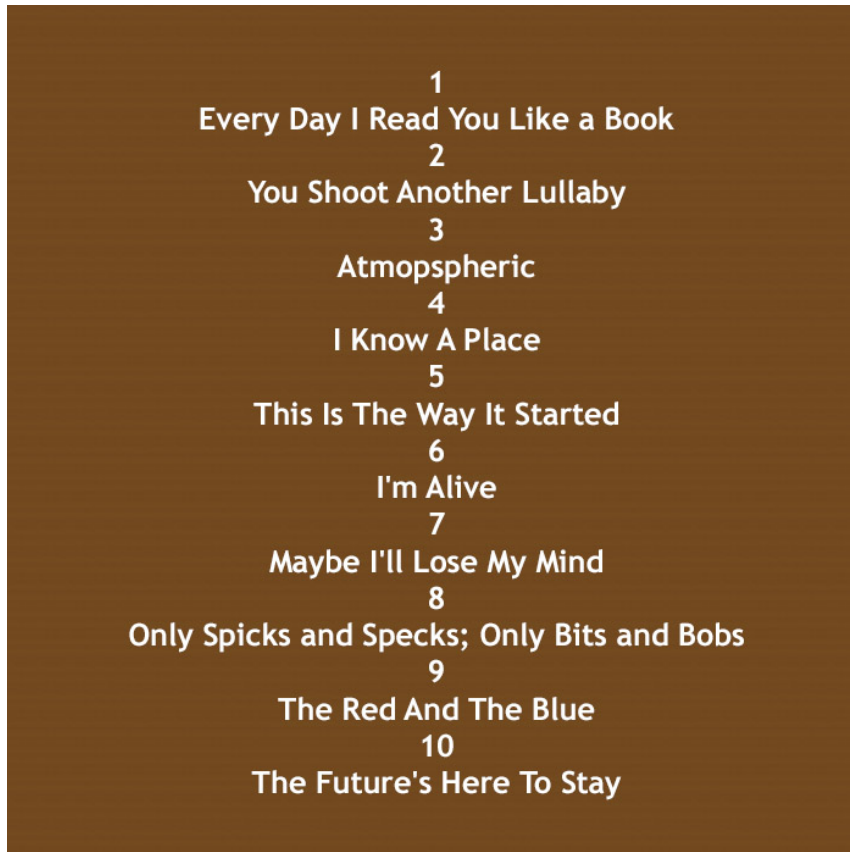 1
Every Day I Read You Like a Book
2
You Shoot Another Lullaby
3
Atmopspheric
4
I Know A Place
5
This Is The Way It Started
6
I'm Alive
7
Maybe I'll Lose My Mind
8
Only Spicks and Specks; Only Bits and Bobs
9
The Red And The Blue
10
The Future's Here To Stay